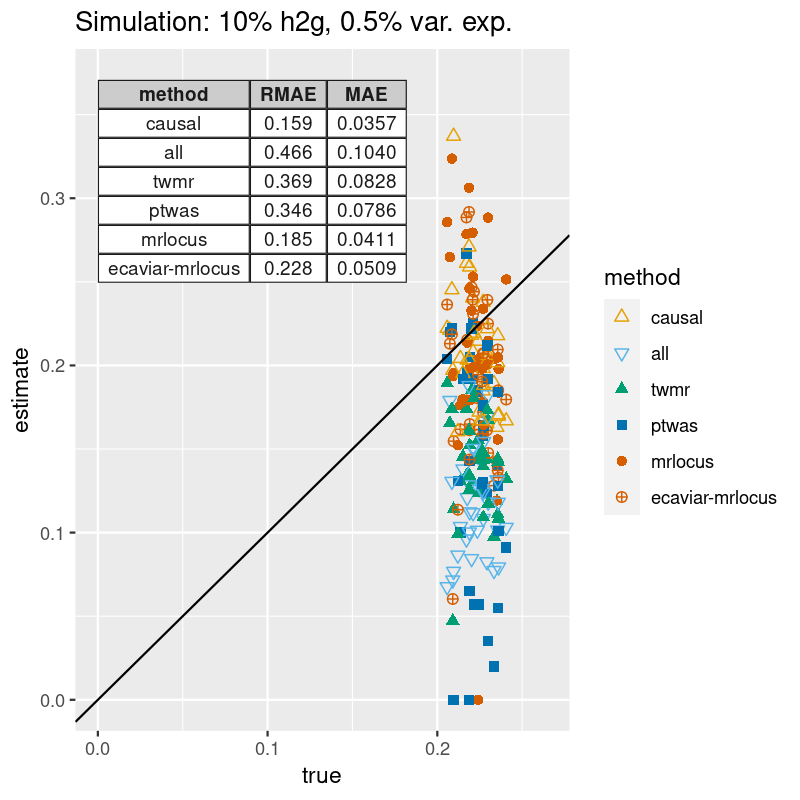 Simulation: 10% h2g, 0.5% var. exp.
method RMAE MAE
causal 0.159 0.0357
all 0.466 0.1040
twmr 0.369 0.0828
ptwas 0.346 0.0786
mrlocus 0.185 0.0411
ecaviar-mrlocus 0.228 0.0509
estimate
0.3
0.2
0.1
0.0
0.0 0.1 0.2
true
method
causal
all
twmr
ptwas
mrlocus
ecaviar-mrlocus